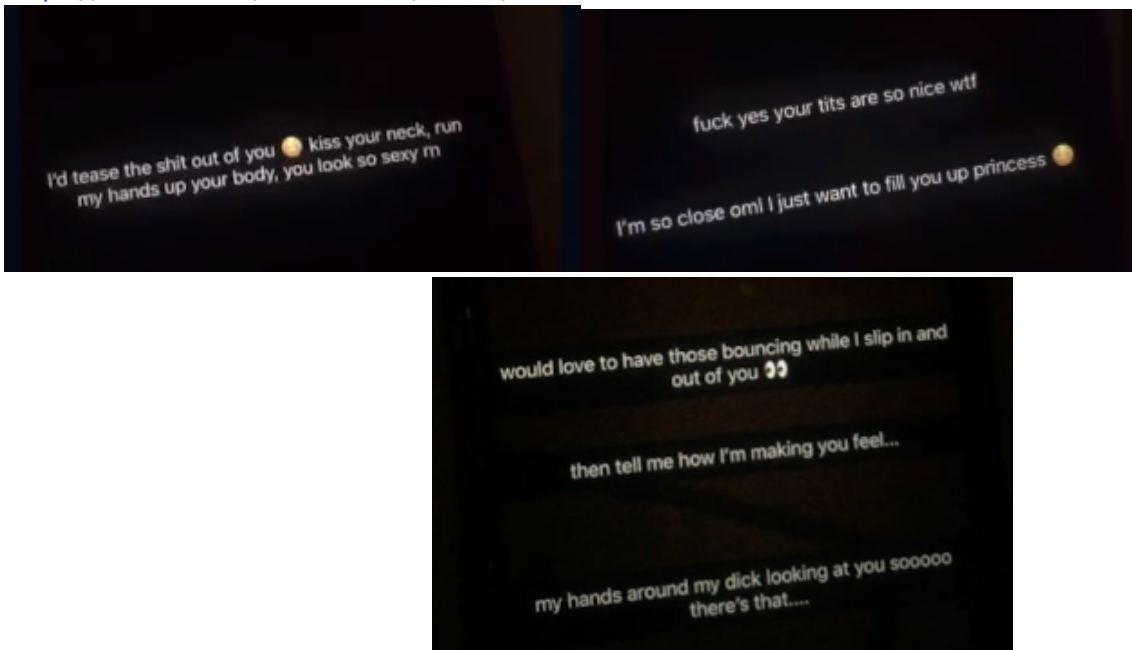 I'd tease the shit out of you 🥴 kiss your neck, run
my hands up your body, you look so sexy rn
fuck yes your tits are so nice wtf
I'm so close oml I just want to fill you up princess 🥴
would love to have those bouncing while I slip in and
out of you 👀
then tell me how I'm making you feel...
my hands around my dick looking at you sooooo
there's that....